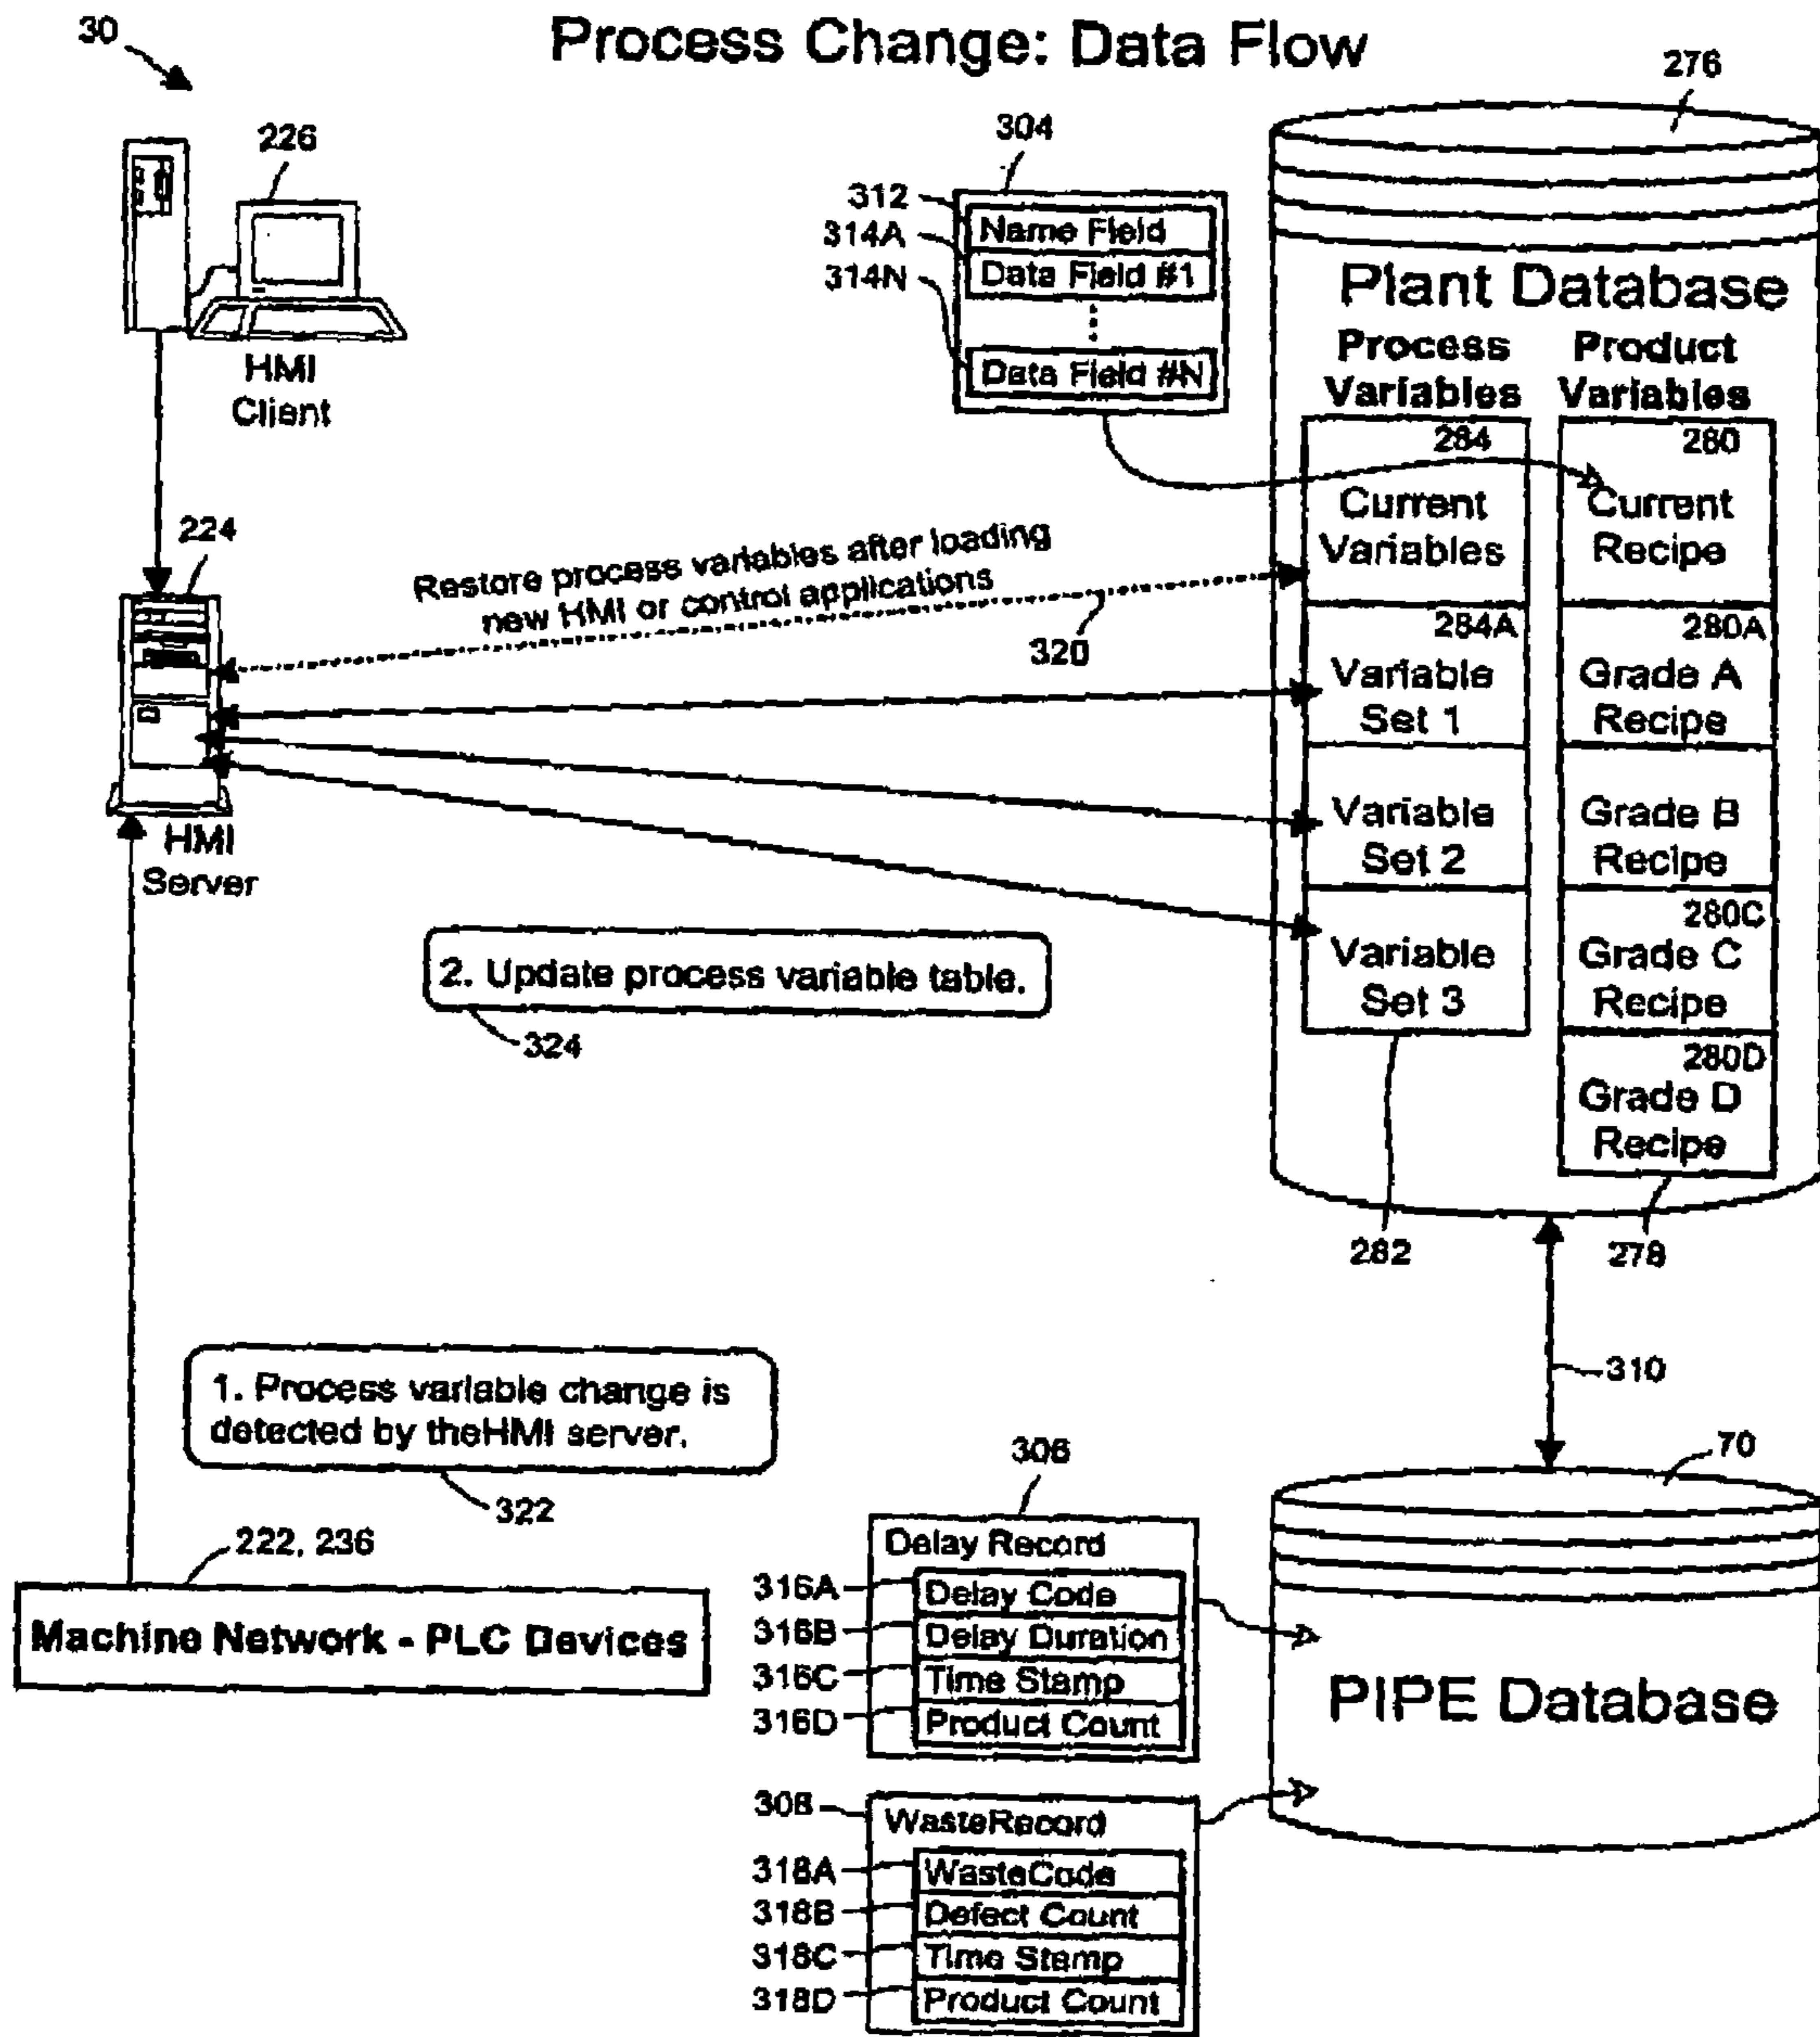 Process Change: Data Flow
30
276
226
304
312
Name Field
314A
Data Field #1
314N
Data Field #N
Plant Database
Process
Variables
Product
Variables
HMI
Client
284
Current
Variables
280
Current
Recipe
224
Restore process variables after loading
new HMI or control applications
320
284A
Variable
Set 1
280A
Grade A
Recipe
Variable
Set 2
Grade B
Recipe
HMI
Server
280C
Variable
Set 3
Grade C
Recipe
2. Update process variable table.
324
280D
Grade D
Recipe
282
278
310
1. Process variable change is
detected by theHMI server.
322
222, 236
Machine Network - PLC Devices
306
70
Delay Record
316A
Delay Code
316B
Delay Duration
316C
Time Stamp
316D
Product Count
PIPE Database
308
WasteRecord
318A
WasteCode
318B
Defect Count
318C
Time Stamp
318D
Product Count